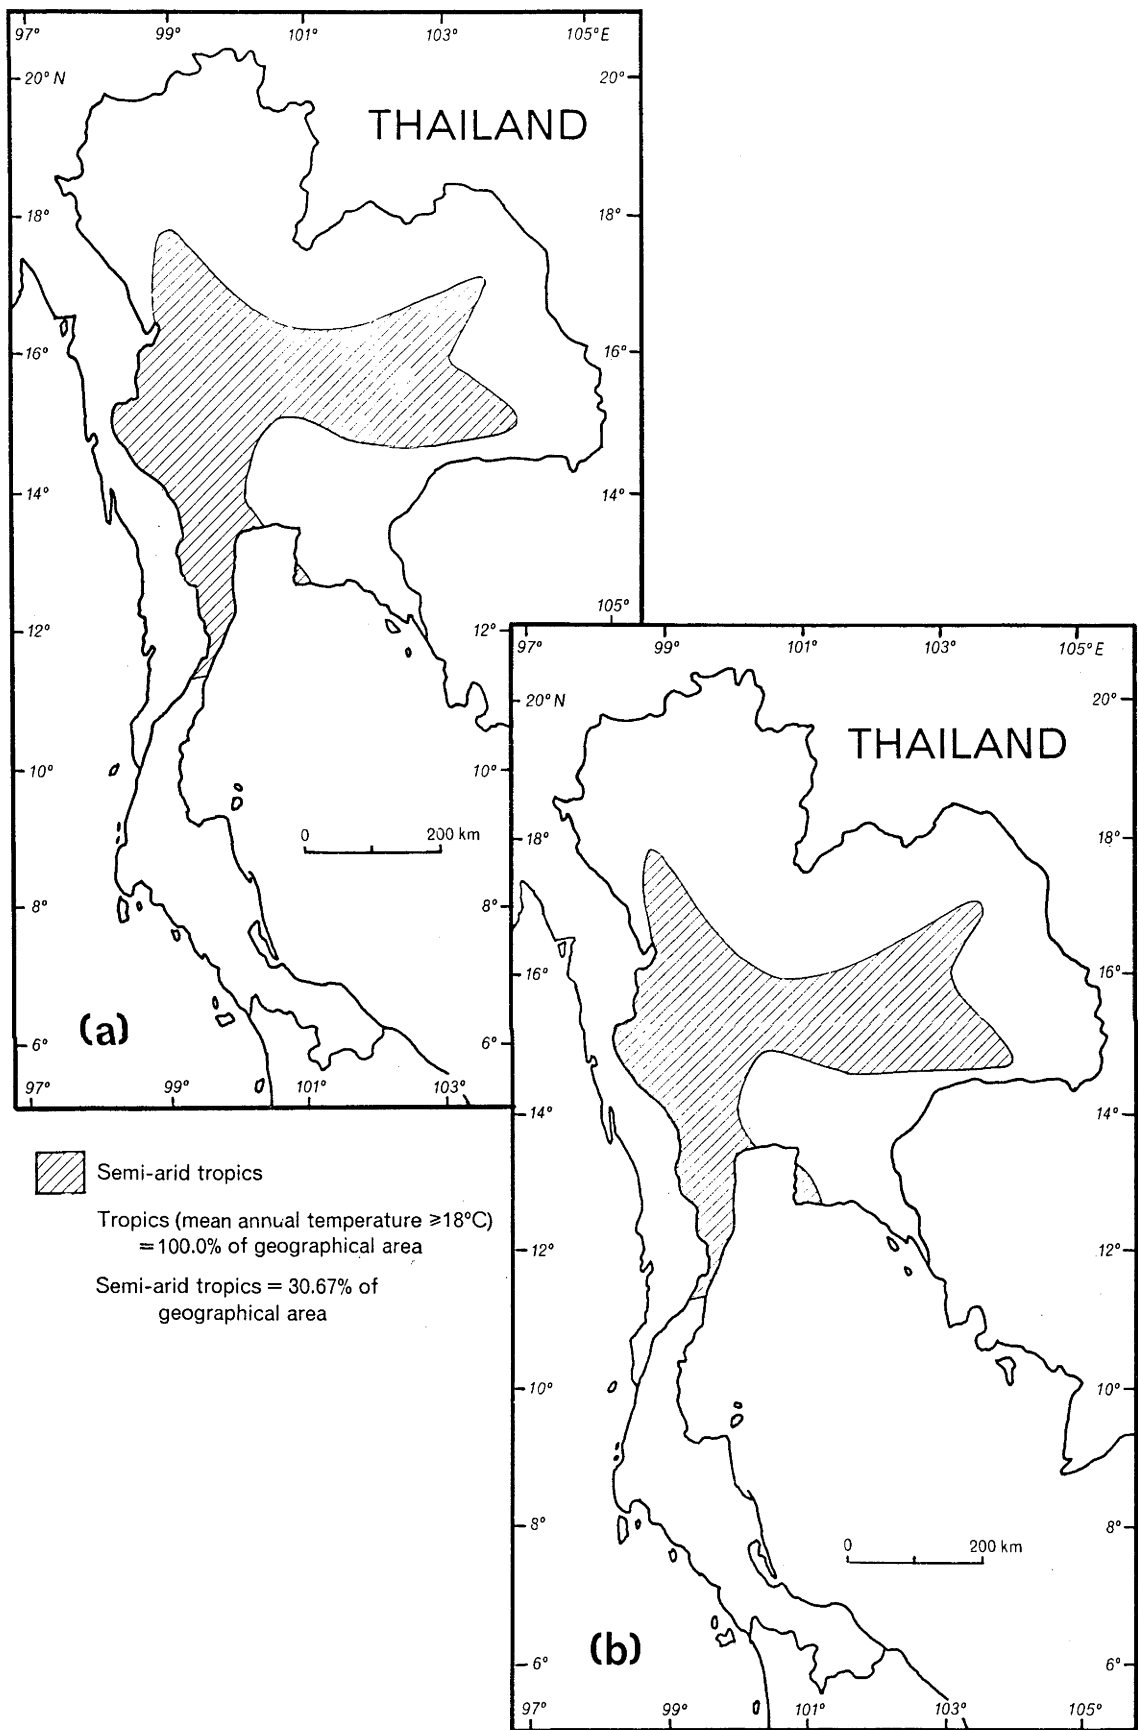 97° 99° 101° 103° 105°E
20° N 20°
THAILAND
18° 18°
16° 16°
14° 14°
105°
12° 12°
10° 10°
0 200 km
8° 8°
6° 6°
(a)
97° 99° 101° 103°
Semi-arid tropics
Tropics (mean annual temperature ≥18°C)
=100.0% of geographical area
Semi-arid tropics = 30.67% of
geographical area
97° 99° 101° 103° 105°E
20° N 20°
THAILAND
18° 18°
16° 16°
14° 14°
12° 12°
10° 10°
8° 8°
0 200 km
(b)
6° 6°
97° 99° 101° 103° 105°